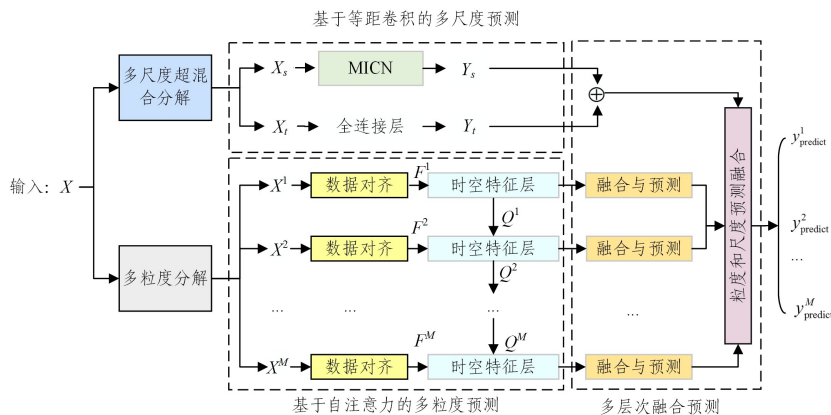 基于等距卷积的多尺度预测
多尺度超混
合分解
X_s
MICN
Y_s
X_t
全连接层
Y_t
⊕
输入: X
多粒度分解
X^1
数据对齐
F^1
时空特征层
融合与预测
Q^1
X^2
数据对齐
F^2
时空特征层
融合与预测
Q^2
...
...
...
...
Q^M
X^M
数据对齐
F^M
时空特征层
融合与预测
粒度和尺度预测融合
y^1_predict
y^2_predict
...
y^M_predict
基于自注意力的多粒度预测
多层次融合预测